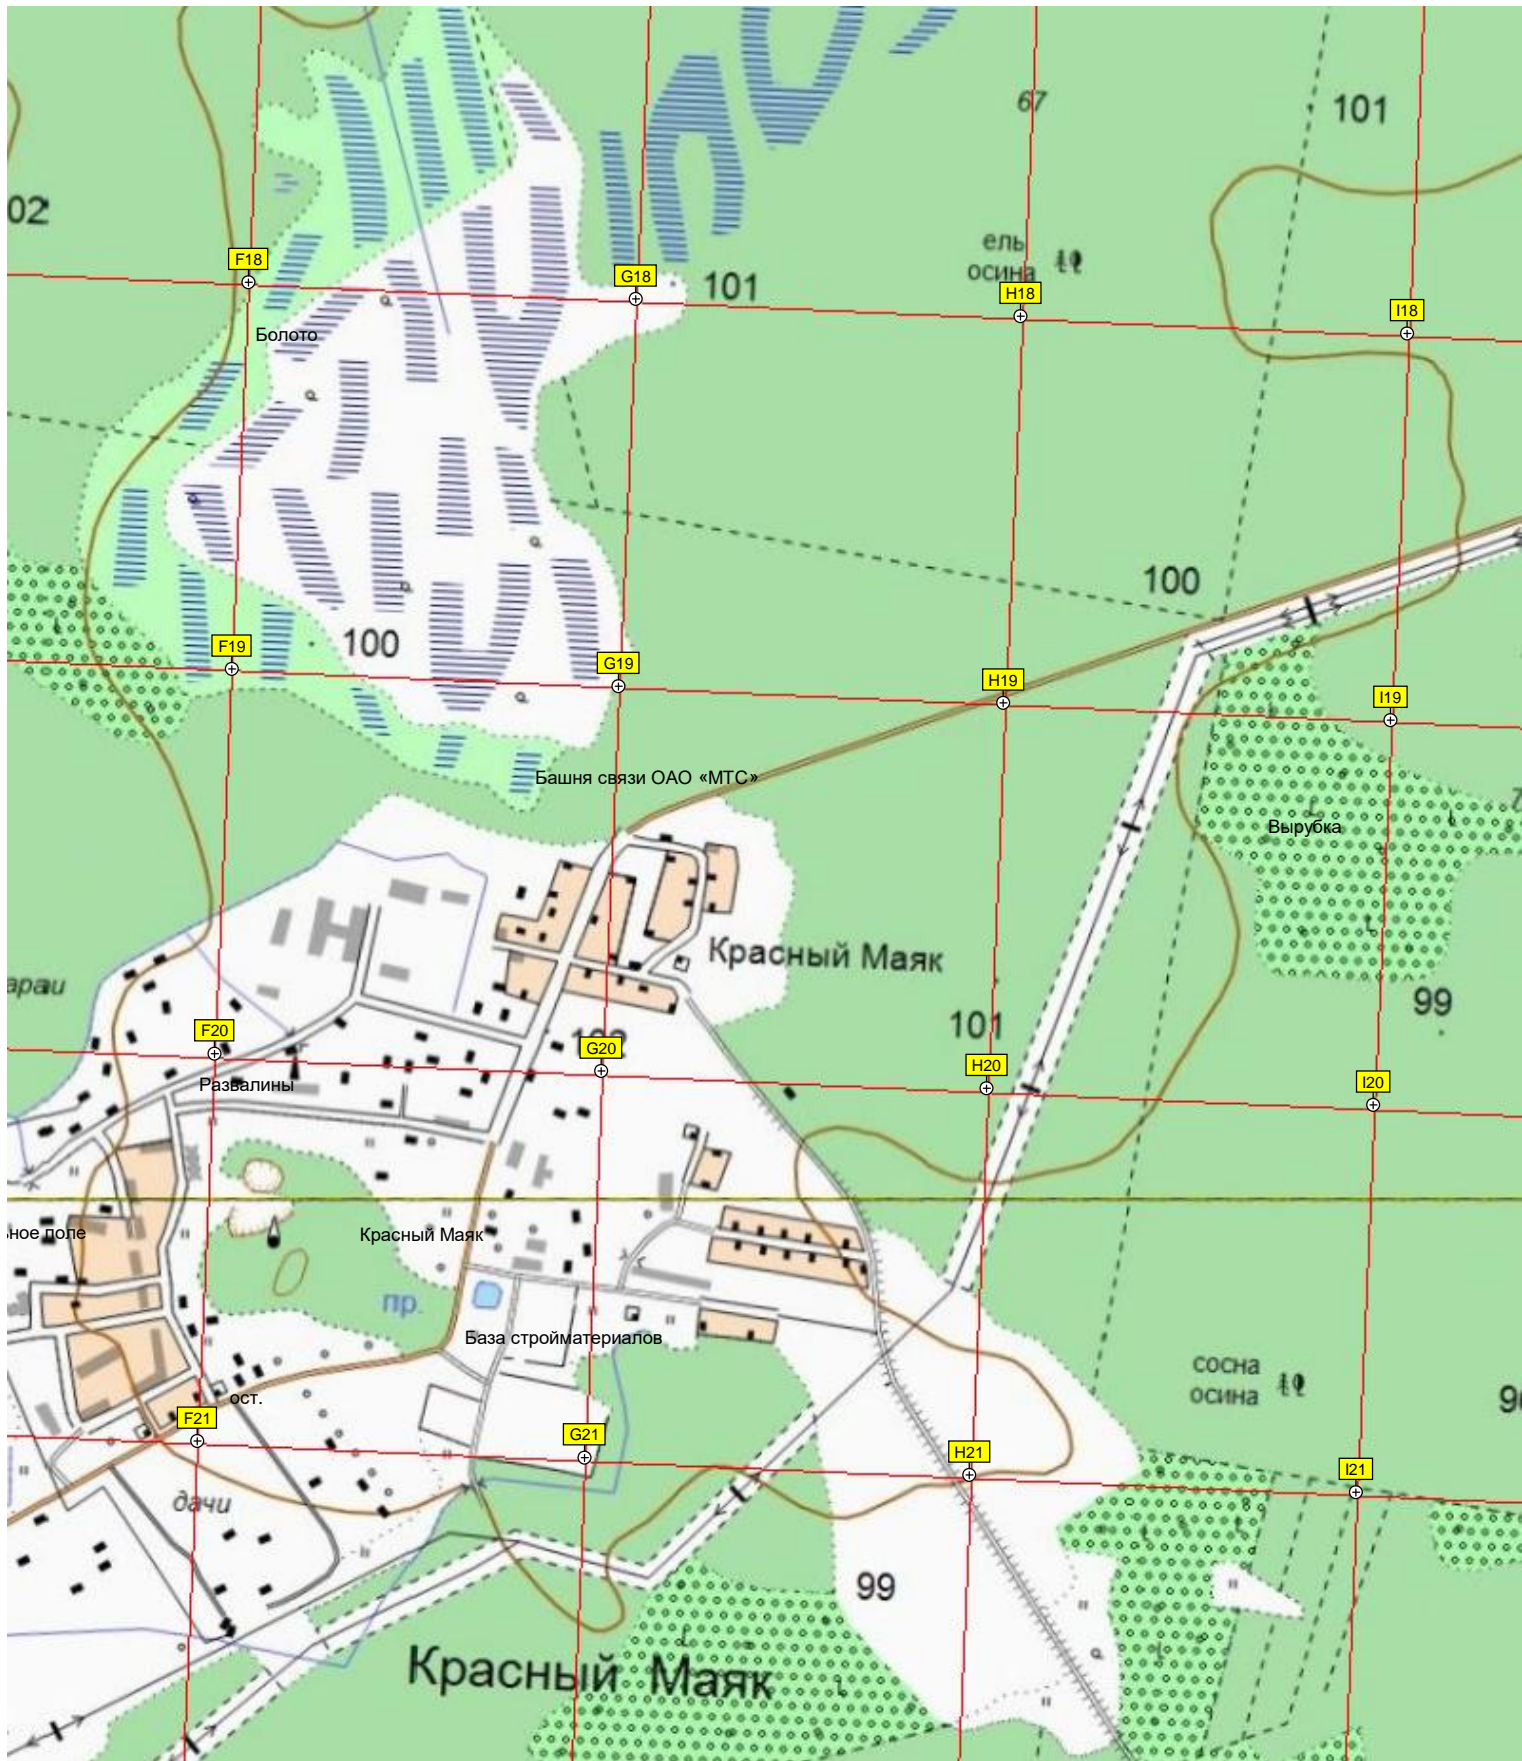 67
101
02
ель
осина
F18
G18
101
H18
I18
Болото
100
F19
100
G19
H19
I19
Башня связи ОАО «МТС»
Вырубка
Красный Маяк
араи
99
101
F20
G20
H20
I20
Развалины
ьное поле
Красный Маяк
пр.
База стройматериалов
сосна
осина
ост.
F21
G21
H21
I21
дачи
99
Красный Маяк